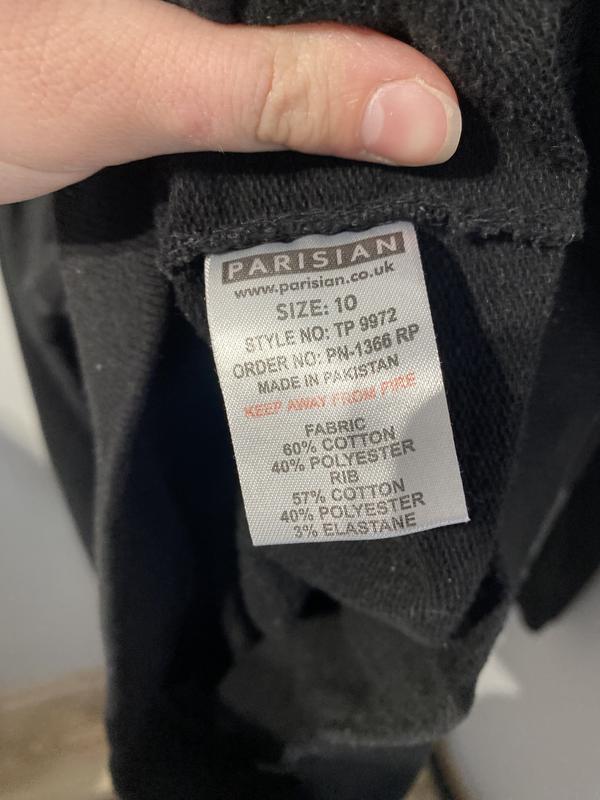 PARISIAN
www.parisian.co.uk
SIZE: 10
STYLE NO: TP 9972
ORDER NO: PN-1366 RP
MADE IN PAKISTAN
KEEP AWAY FROM FIRE
FABRIC
60% COTTON
40% POLYESTER
RIB
57% COTTON
40% POLYESTER
3% ELASTANE